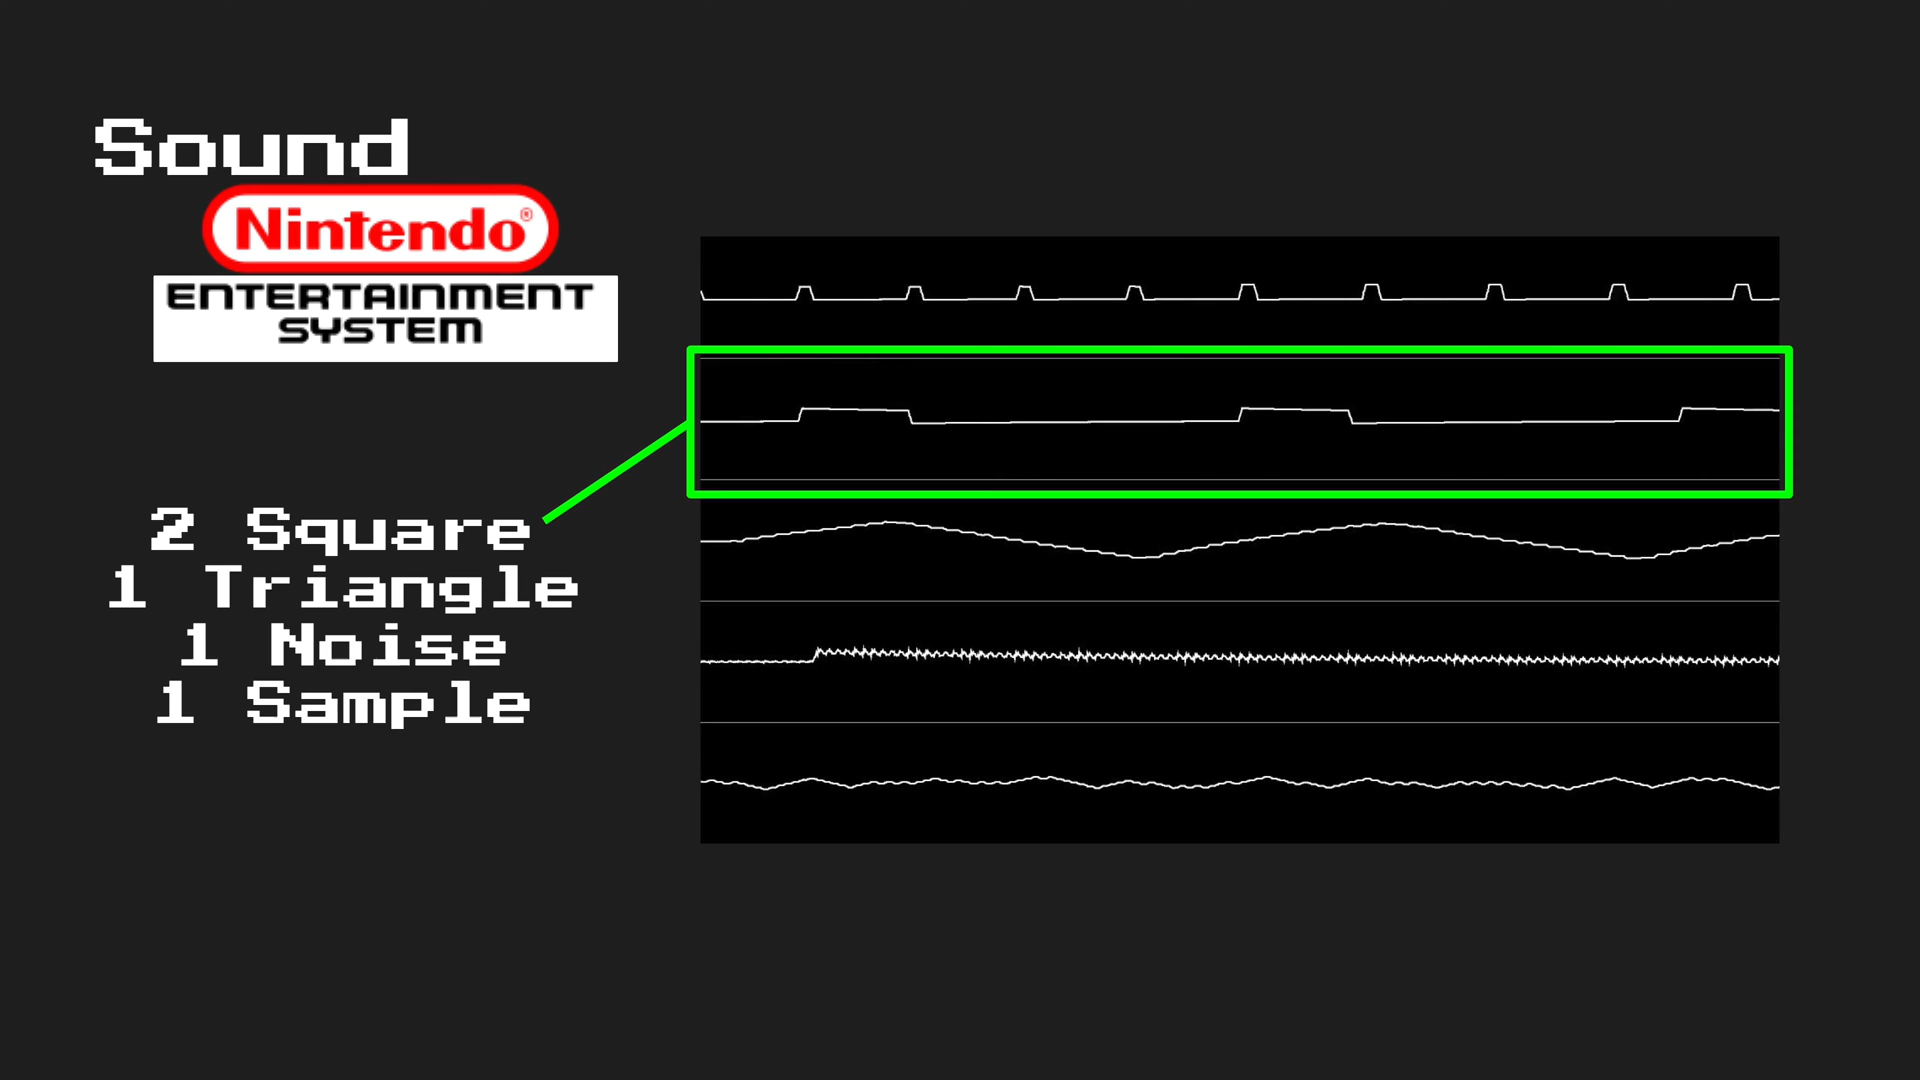 Sound
Nintendo®
ENTERTAINMENT
SYSTEM
2 Square
1 Triangle
1 Noise
1 Sample